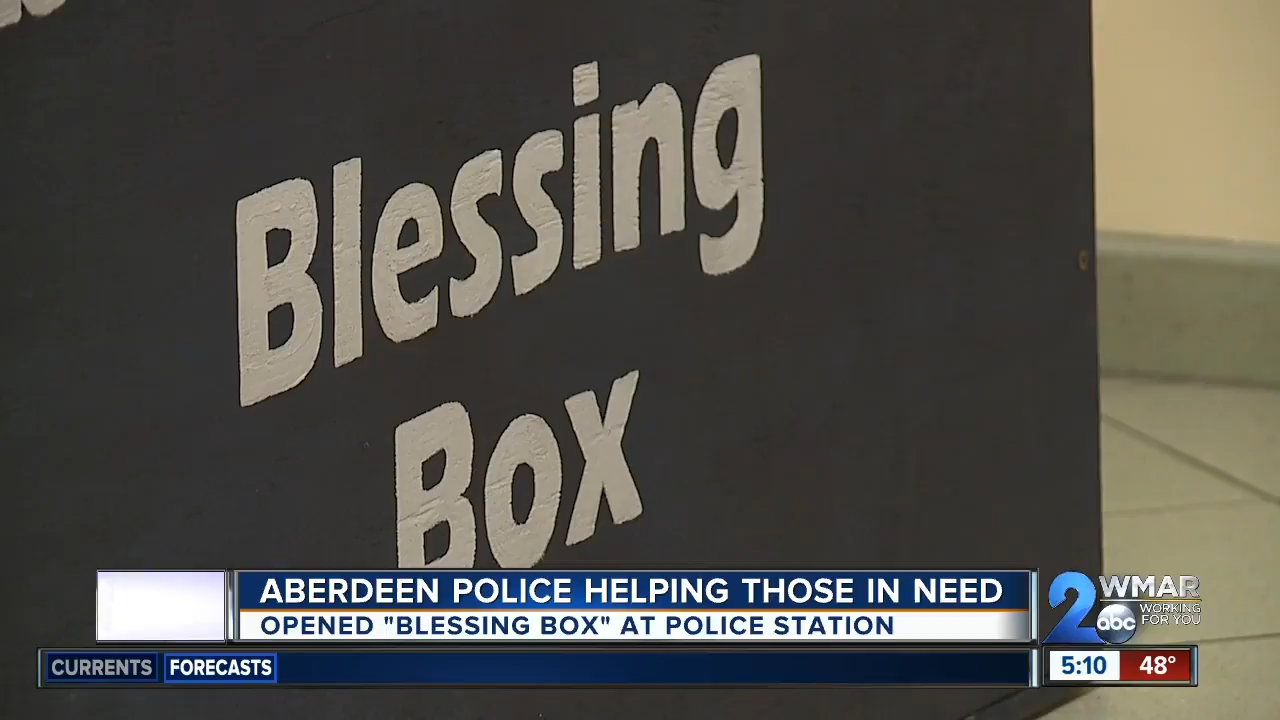 Blessing
Box
ABERDEEN POLICE HELPING THOSE IN NEED
OPENED "BLESSING BOX" AT POLICE STATION
2 WMAR
abc WORKING
FOR YOU
CURRENTS FORECASTS
5:10 48°